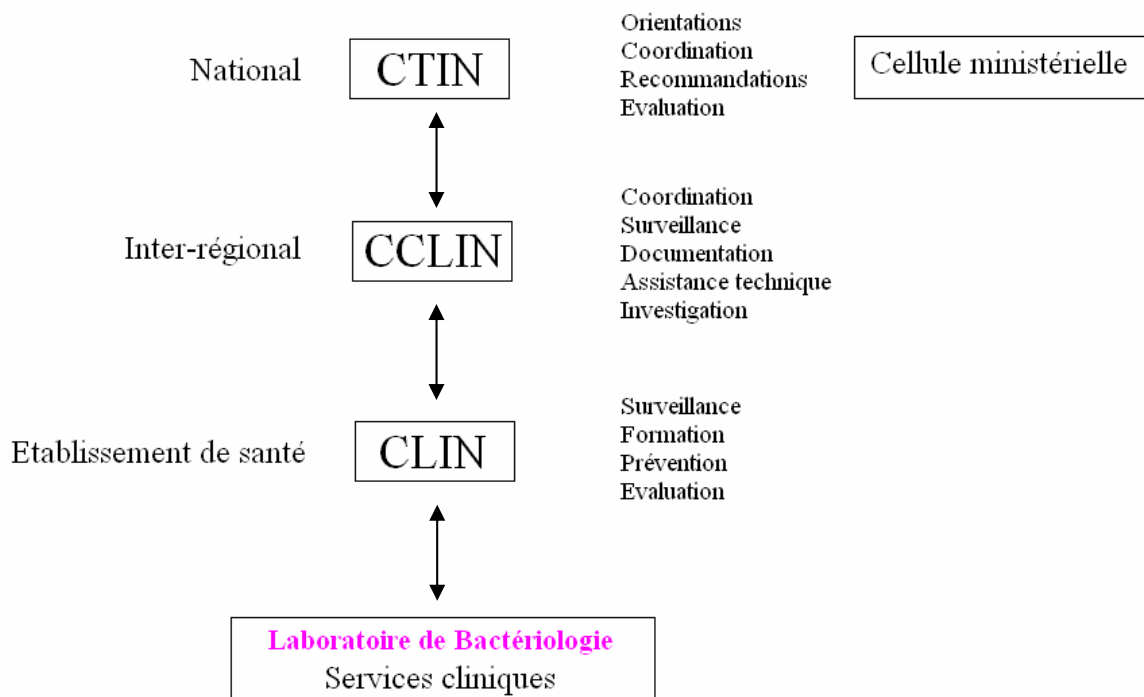 National
CTIN
Orientations
Coordination
Recommandations
Evaluation
Cellule ministérielle
Inter-régional
CCLIN
Coordination
Surveillance
Documentation
Assistance technique
Investigation
Etablissement de santé
CLIN
Surveillance
Formation
Prévention
Evaluation
Laboratoire de Bactériologie
Services cliniques